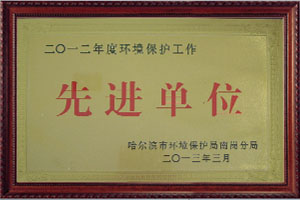 二〇一二年度环境保护工作
先进单位
哈尔滨市环境保护局南岗分局
二〇一三年三月